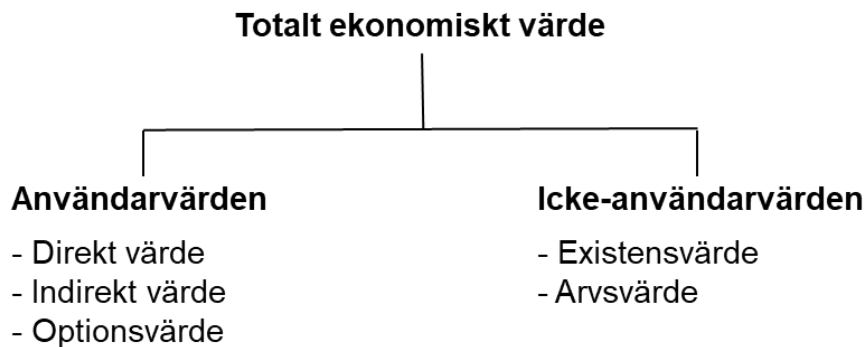 Totalt ekonomiskt värde
Användarvärden
- Direkt värde
- Indirekt värde
- Optionsvärde
Icke-användarvärden
- Existensvärde
- Arvsvärde